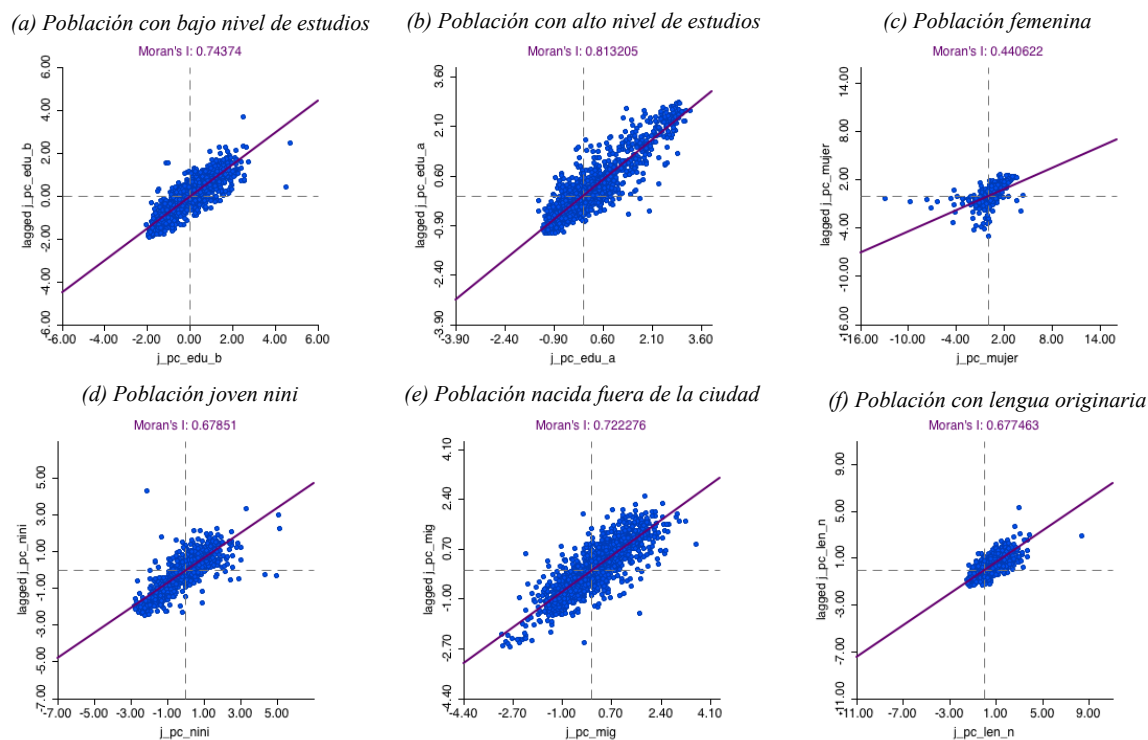 (a) Población con bajo nivel de estudios
Moran's I: 0.74374
lagged j_pc_edu_b
6.00
4.00
2.00
0.00
-2.00
-4.00
-6.00
-6.00 -4.00 -2.00 0.00 2.00 4.00 6.00
j_pc_edu_b
(b) Población con alto nivel de estudios
Moran's I: 0.813205
lagged j_pc_edu_a
3.60
2.10
0.60
-0.90
-2.40
-3.90
-3.90 -2.40 -0.90 0.60 2.10 3.60
j_pc_edu_a
(c) Población femenina
Moran's I: 0.440622
lagged j_pc_mujer
14.00
8.00
2.00
-4.00
-10.00
-16.00
-16.00 -10.00 -4.00 2.00 8.00 14.00
j_pc_mujer
(d) Población joven nini
Moran's I: 0.67851
lagged j_pc_nini
5.00
3.00
1.00
-1.00
-3.00
-5.00
-7.00
-7.00 -3.00 -1.00 1.00 3.00 5.00
j_pc_nini
(e) Población nacida fuera de la ciudad
Moran's I: 0.722276
lagged j_pc_mig
4.10
2.40
0.70
-1.00
-2.70
-4.40
-4.40 -2.70 -1.00 0.70 2.40 4.10
j_pc_mig
(f) Población con lengua originaria
Moran's I: 0.677463
lagged j_pc_len_n
9.00
5.00
1.00
-3.00
-7.00
-11.00
-11.00 -7.00 -3.00 1.00 5.00 9.00
j_pc_len_n